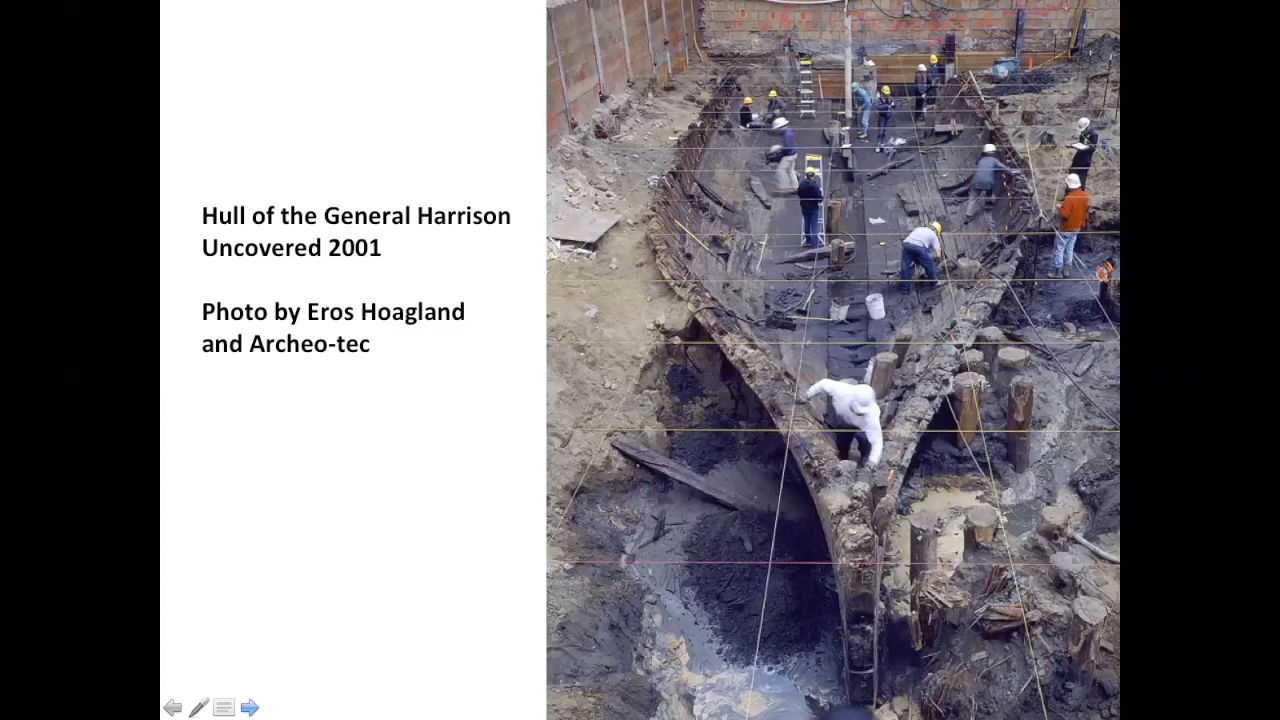 Hull of the General Harrison
Uncovered 2001
Photo by Eros Hoagland
and Archeo-tec